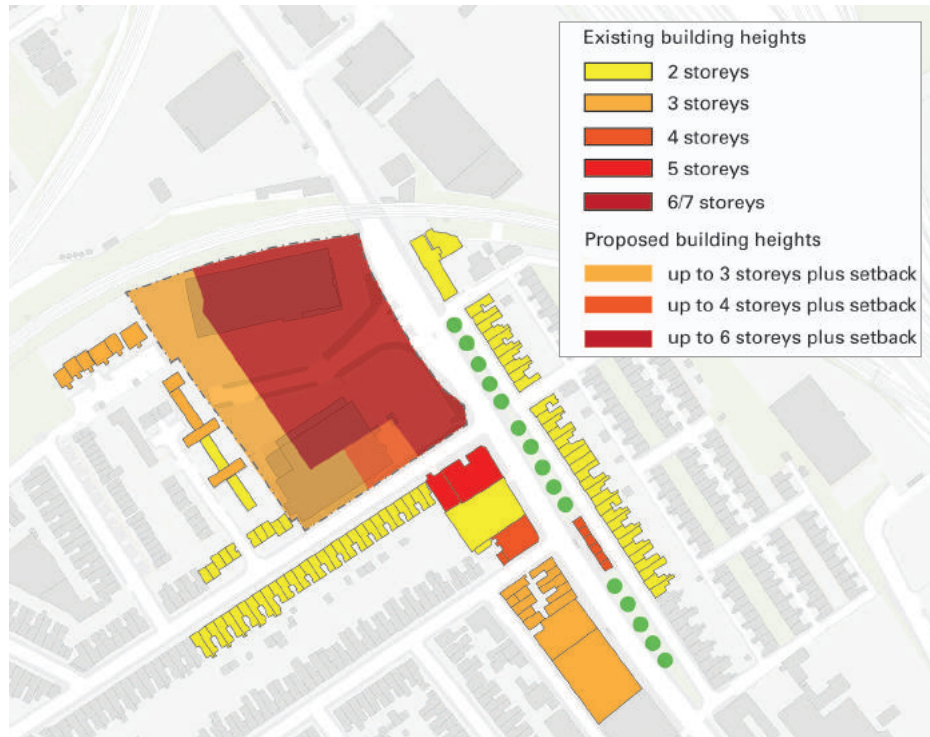 Existing building heights
2 storeys
3 storeys
4 storeys
5 storeys
6/7 storeys
Proposed building heights
up to 3 storeys plus setback
up to 4 storeys plus setback
up to 6 storeys plus setback